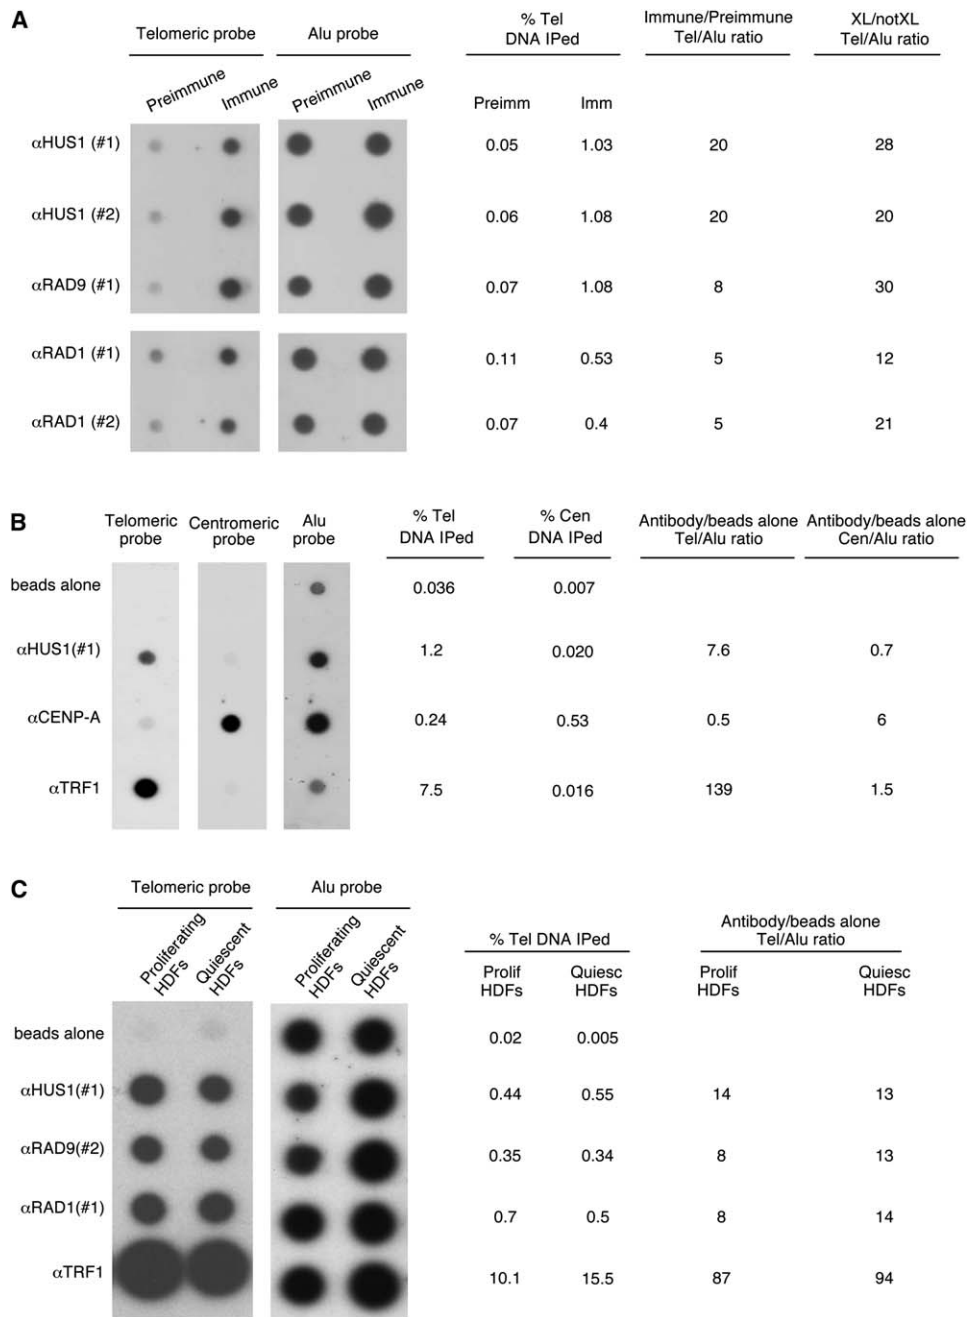 A
Telomeric probe
Alu probe
% Tel
DNA IPed
Immune/Preimmune
Tel/Alu ratio
XL/notXL
Tel/Alu ratio
Preimmune
Immune
Preimmune
Immune
Preimm
Imm
αHUS1 (#1)
0.05 1.03 20 28
αHUS1 (#2)
0.06 1.08 20 20
αRAD9 (#1)
0.07 1.08 8 30
αRAD1 (#1)
0.11 0.53 5 12
αRAD1 (#2)
0.07 0.4 5 21
B
Telomeric
probe
Centromeric
probe
Alu
probe
% Tel
DNA IPed
% Cen
DNA IPed
Antibody/beads alone
Tel/Alu ratio
Antibody/beads alone
Cen/Alu ratio
beads alone
0.036 0.007
αHUS1(#1)
1.2 0.020 7.6 0.7
αCENP-A
0.24 0.53 0.5 6
αTRF1
7.5 0.016 139 1.5
C
Telomeric probe
Alu probe
Proliferating
HDFs
Quiescent
HDFs
Proliferating
HDFs
Quiescent
HDFs
% Tel DNA IPed
Antibody/beads alone
Tel/Alu ratio
Prolif
HDFs
Quiesc
HDFs
Prolif
HDFs
Quiesc
HDFs
beads alone
0.02 0.005
αHUS1(#1)
0.44 0.55 14 13
αRAD9(#2)
0.35 0.34 8 13
αRAD1(#1)
0.7 0.5 8 14
αTRF1
10.1 15.5 87 94